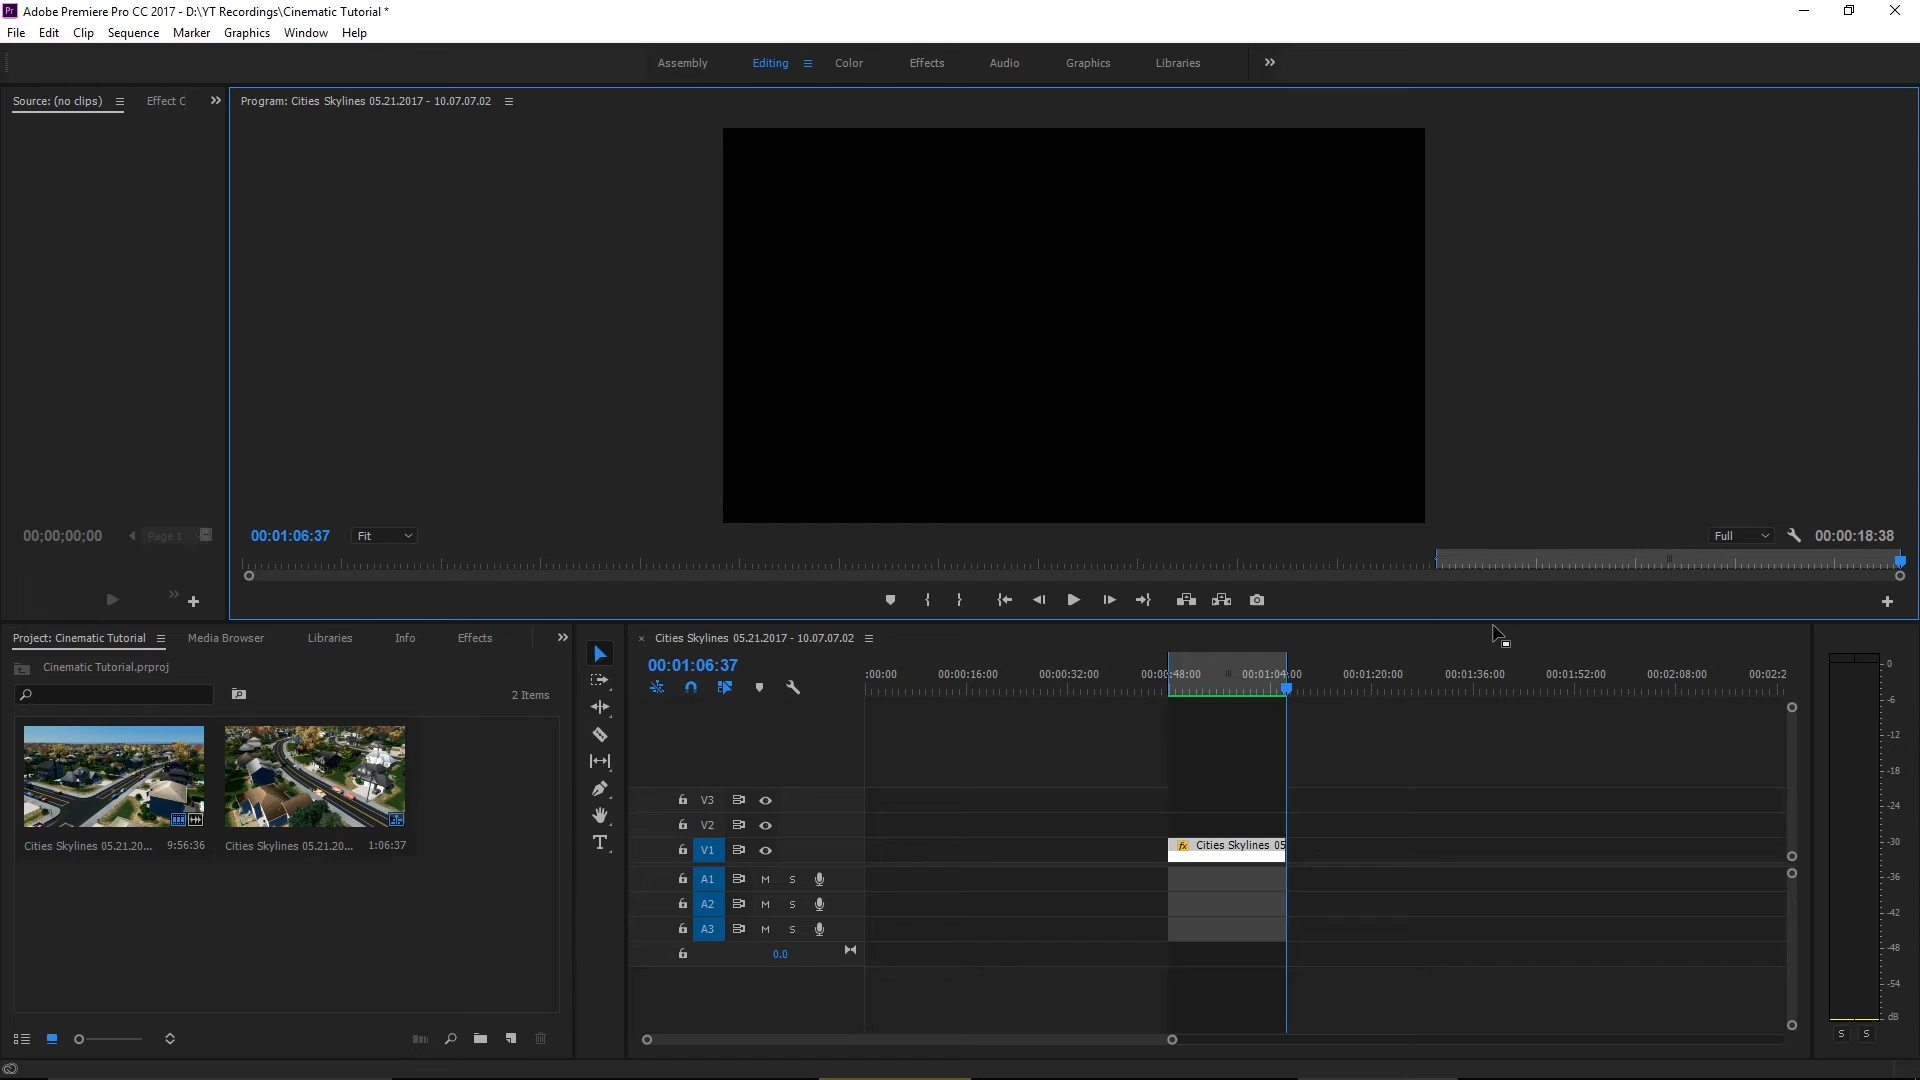 Adobe Premiere Pro CC 2017 - D:\YT Recordings\Cinematic Tutorial *
File Edit Clip Sequence Marker Graphics Window Help
Assembly Editing Color Effects Audio Graphics Libraries
Source: (no clips) Effect C
Program: Cities Skylines 05.21.2017 - 10.07.07.02
00;00;00;00 Page 1
00:01:06:37 Fit Full 00:00:18:38
Project: Cinematic Tutorial Media Browser Libraries Info Effects
Cinematic Tutorial.prproj
2 Items
Cities Skylines 05.21.20... 9:56:36
Cities Skylines 05.21.20... 1:06:37
Cities Skylines 05.21.2017 - 10.07.07.02
00:01:06:37
:00:00 00:00:16:00 00:00:32:00 00:00:48:00 00:01:04:00 00:01:20:00 00:01:36:00 00:01:52:00 00:02:08:00 00:02:2
V3
V2
V1 fx Cities Skylines 05
A1 M S
A2 M S
A3 M S
0.0
0
-6
-12
-18
-24
-30
-36
-42
-48
-54
dB
S S